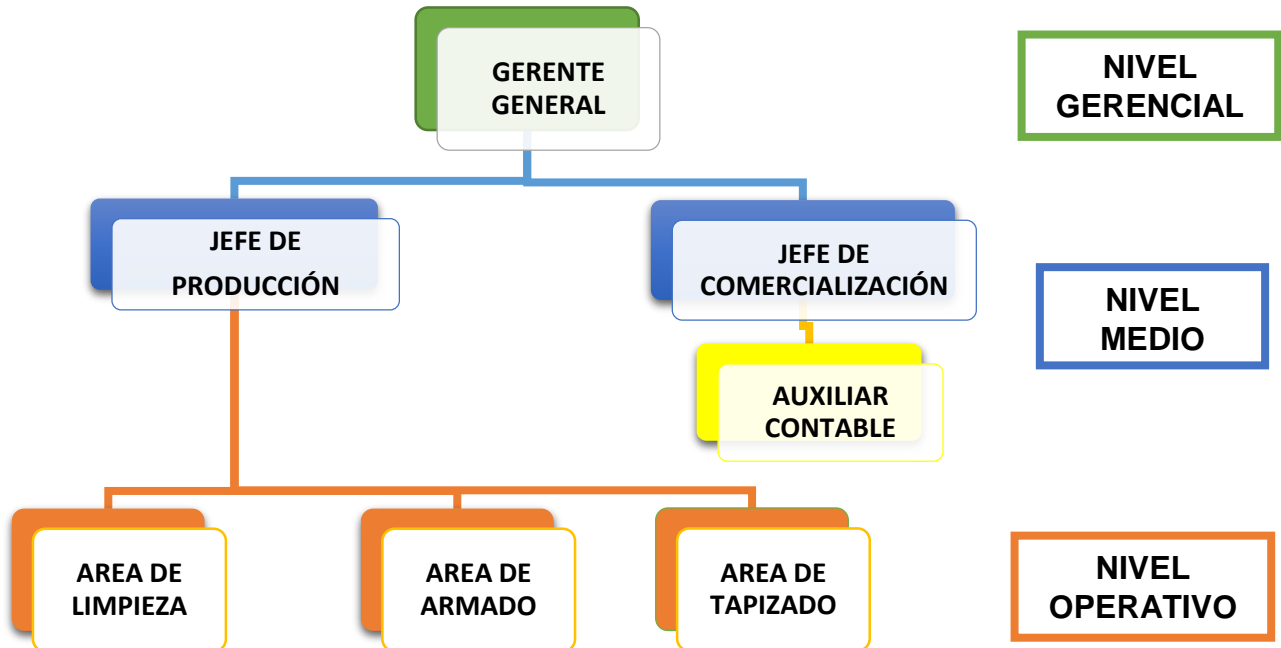 GERENTE
GENERAL
NIVEL
GERENCIAL
JEFE DE
PRODUCCIÓN
JEFE DE
COMERCIALIZACIÓN
NIVEL
MEDIO
AUXILIAR
CONTABLE
AREA DE
LIMPIEZA
AREA DE
ARMADO
AREA DE
TAPIZADO
NIVEL
OPERATIVO